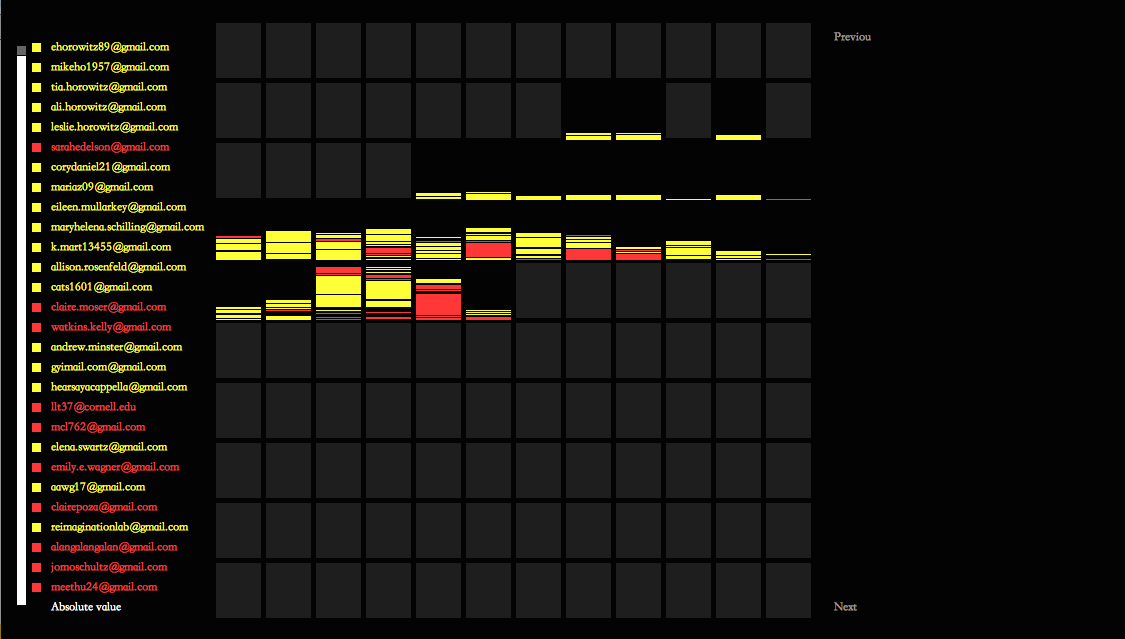 ehorowitz89@gmail.com
mikeho1957@gmail.com
tia.horowitz@gmail.com
ali.horowitz@gmail.com
leslie.horowitz@gmail.com
sarahedelson@gmail.com
corydaniel21@gmail.com
mariaz09@gmail.com
eileen.mullarkey@gmail.com
maryhelena.schilling@gmail.com
k.mart13455@gmail.com
allison.rosenfeld@gmail.com
cats1601@gmail.com
claire.moser@gmail.com
watkins.kelly@gmail.com
andrew.minster@gmail.com
gyimail.com@gmail.com
hearsayacappella@gmail.com
llt37@cornell.edu
mcl762@gmail.com
elena.swartz@gmail.com
emily.e.wagner@gmail.com
aawg17@gmail.com
clairepoza@gmail.com
reimaginationlab@gmail.com
alangalangalan@gmail.com
jomoschultz@gmail.com
meethu24@gmail.com
Absolute value
Previou
Next